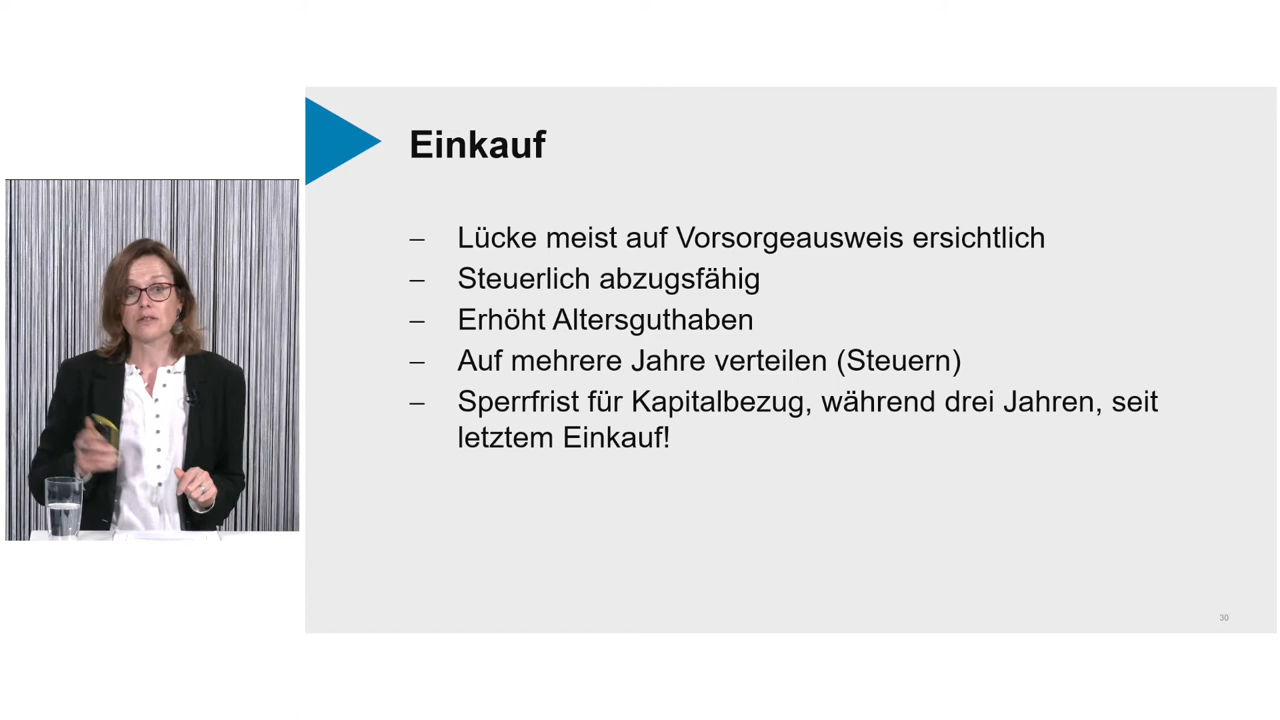 Einkauf
– Lücke meist auf Vorsorgeausweis ersichtlich
– Steuerlich abzugsfähig
– Erhöht Altersguthaben
– Auf mehrere Jahre verteilen (Steuern)
– Sperrfrist für Kapitalbezug, während drei Jahren, seit
letztem Einkauf!
30